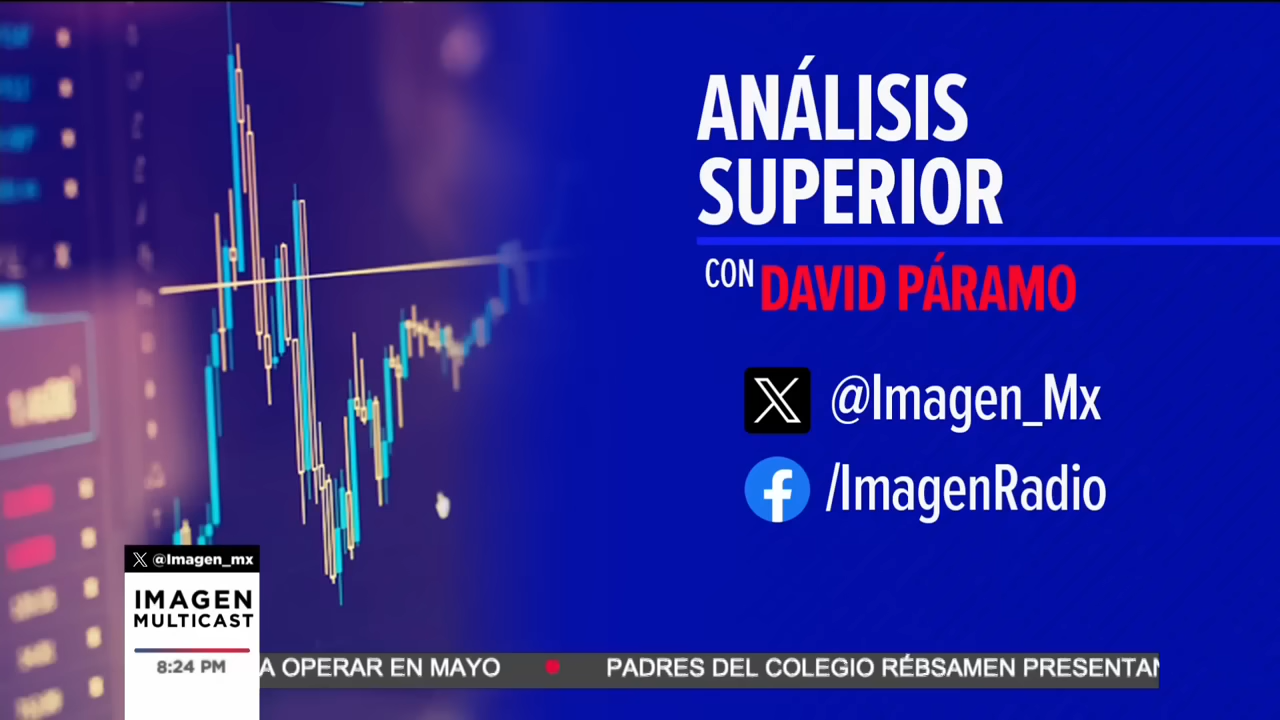 ANÁLISIS
SUPERIOR
CON DAVID PÁRAMO
@Imagen_Mx
/ImagenRadio
@Imagen_mx
IMAGEN
MULTICAST
8:24 PM
A OPERAR EN MAYO PADRES DEL COLEGIO RÉBSAMEN PRESENTAN